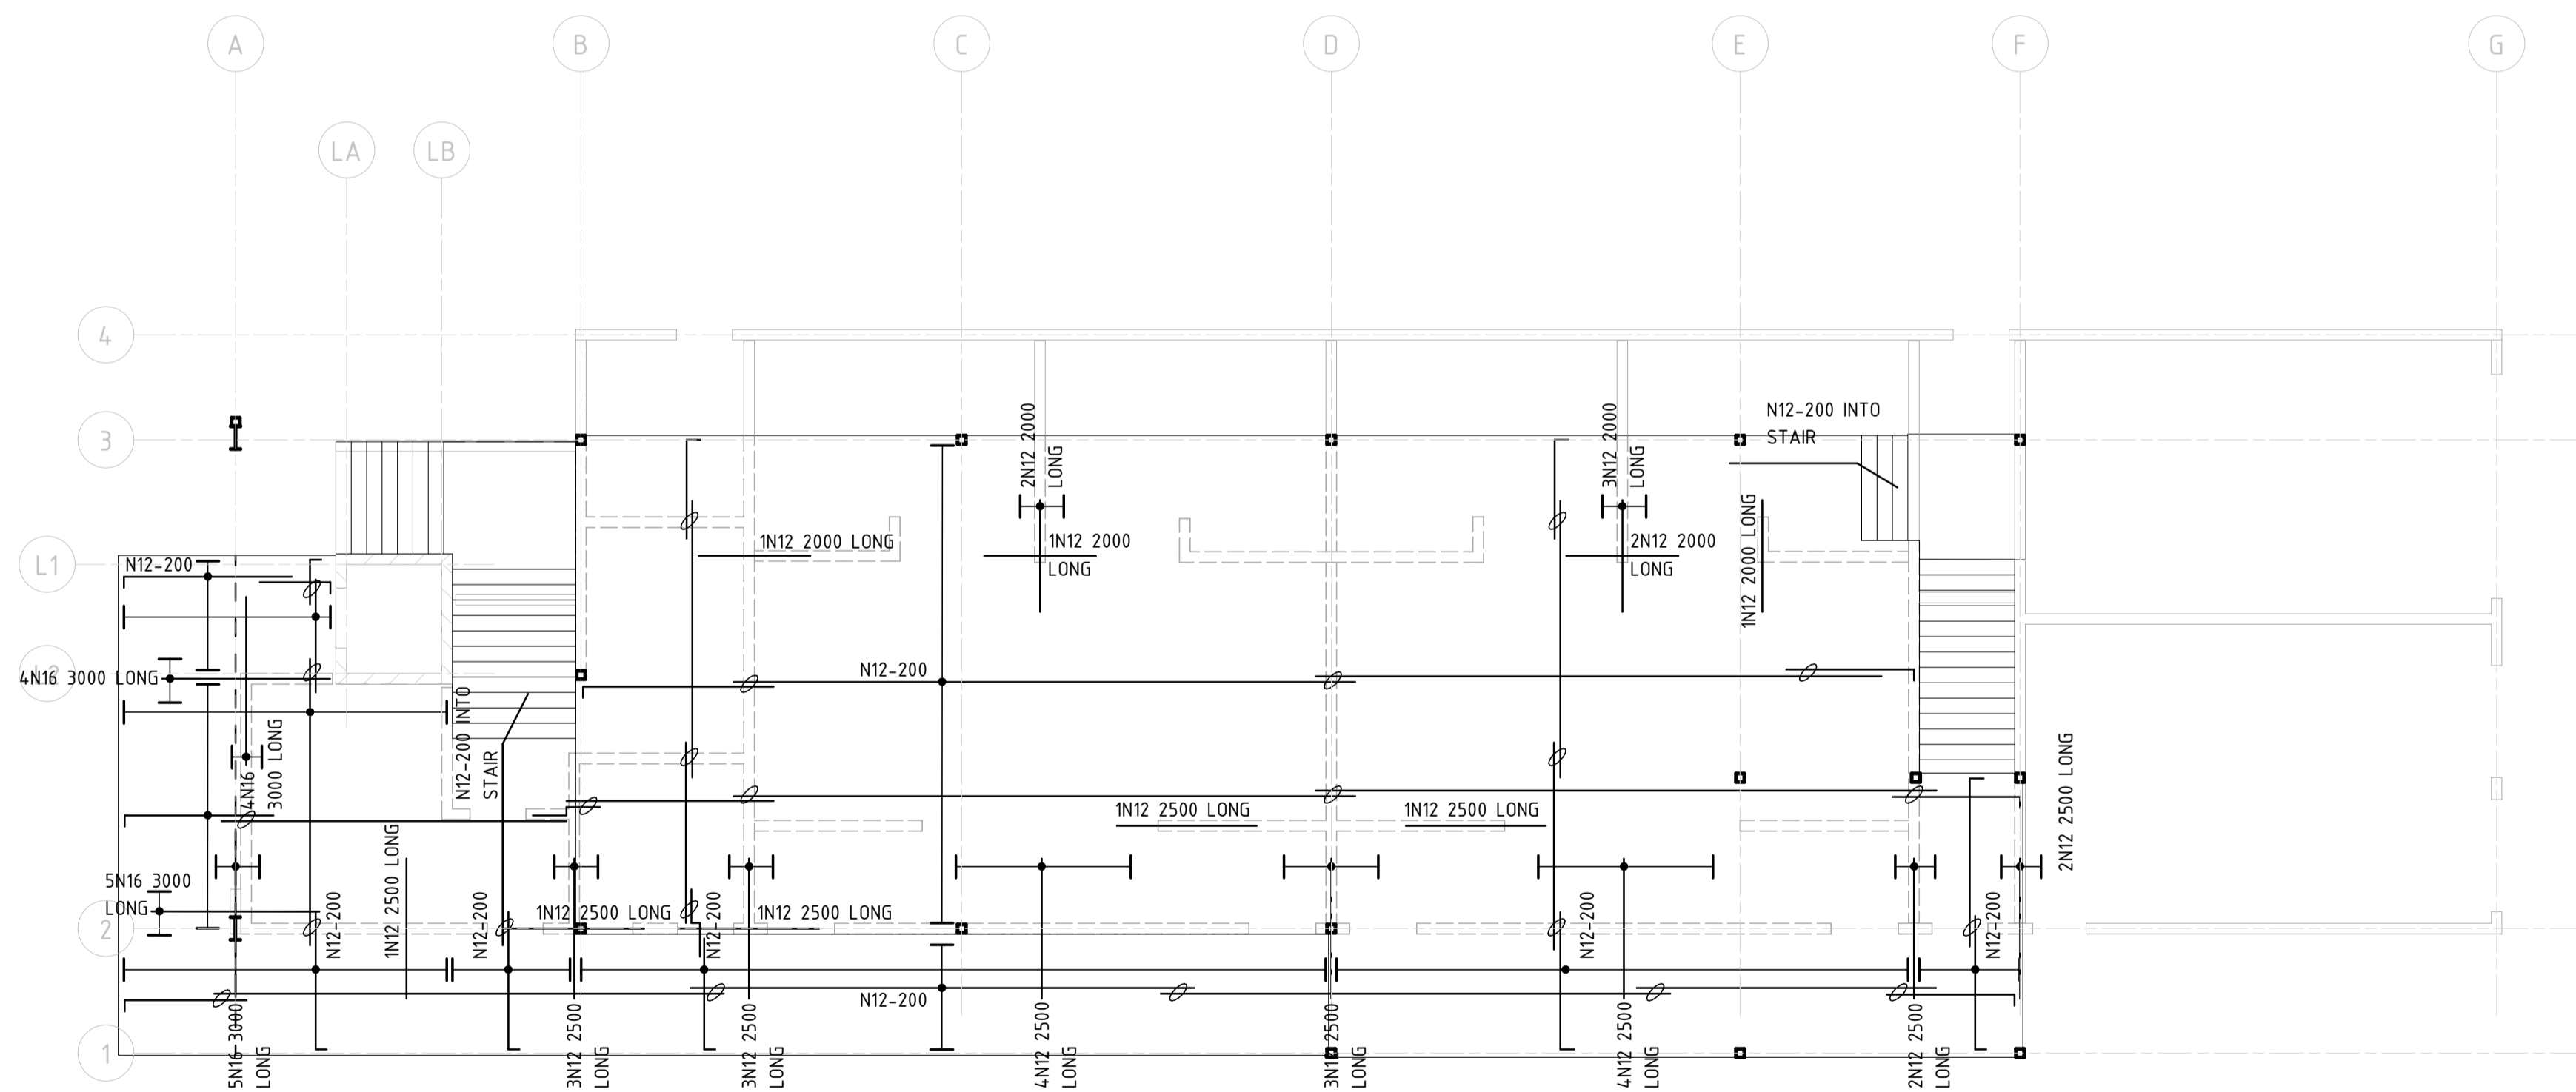 A
B
C
D
E
F
G
LA
LB
4
3
2N12 2000
LONG
3N12 2000
LONG
N12-200 INTO
STAIR
L1
N12-200
1N12 2000 LONG
1N12 2000
LONG
2N12 2000
LONG
1N12 2000 LONG
L2
4N16 3000 LONG
N12-200
4N16
3000 LONG
N12-200 INTO
STAIR
1N12 2500 LONG
1N12 2500 LONG
2N12 2500 LONG
5N16 3000
LONG
N12-200
1N12 2500 LONG
N12-200
1N12 2500 LONG
N12-200
1N12 2500 LONG
N12-200
N12-200
2
N12-200
1
5N16 3000
LONG
3N12 2500
LONG
3N12 2500
LONG
4N12 2500
LONG
3N12 2500
LONG
4N12 2500
LONG
2N12 2500
LONG